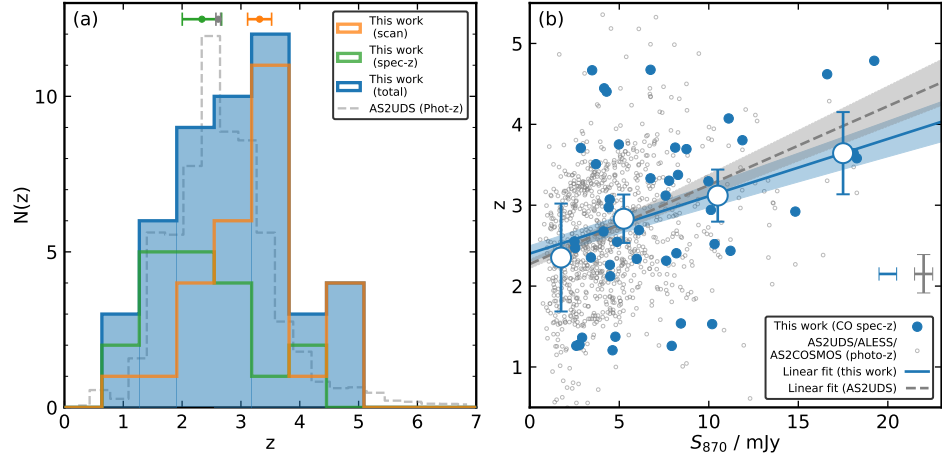 (a)
This work
(scan)
This work
(spec-z)
This work
(total)
AS2UDS (Phot-z)
10
5
0
N(z)
0 1 2 3 4 5 6 7
z
(b)
5
4
3
2
1
z
This work (CO spec-z)
AS2UDS/ALESS/
AS2COSMOS (photo-z)
Linear fit (this work)
Linear fit (AS2UDS)
0 5 10 15 20
S870 / mJy